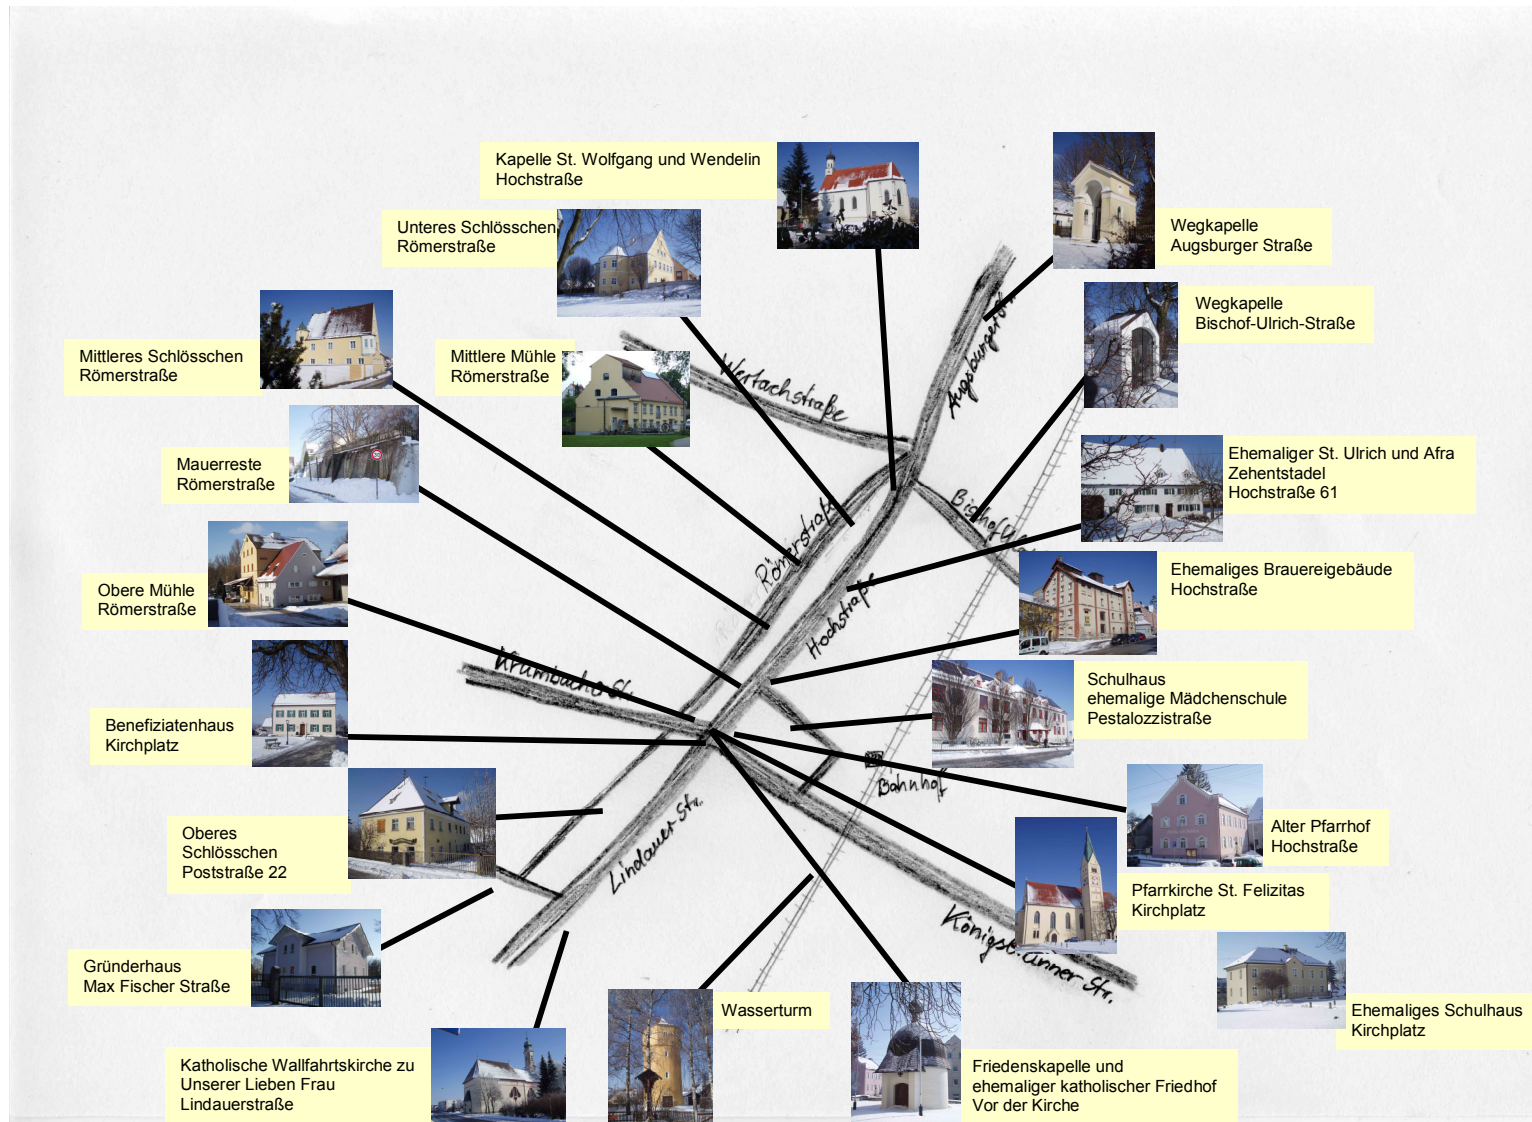 Kapelle St. Wolfgang und Wendelin
Hochstraße
Unteres Schlösschen
Römerstraße
Wegkapelle
Augsburger Straße
Wegkapelle
Bischof-Ulrich-Straße
Mittleres Schlösschen
Römerstraße
Mittlere Mühle
Römerstraße
Wertachstraße
Augsburgerstr.
Mauerreste
Römerstraße
Ehemaliger St. Ulrich und Afra
Zehentstadel
Hochstraße 61
Römerstraße
Hochstraße
Obere Mühle
Römerstraße
Ehemaliges Brauereigebäude
Hochstraße
Krumbacher Str.
Schulhaus
ehemalige Mädchenschule
Pestalozzistraße
Benefiziatenhaus
Kirchplatz
Bahnhof
Lindauer Str.
Oberes
Schlösschen
Poststraße 22
Alter Pfarrhof
Hochstraße
Pfarrkirche St. Felizitas
Kirchplatz
Str.
Gründerhaus
Max Fischer Straße
Wasserturm
Ehemaliges Schulhaus
Kirchplatz
Katholische Wallfahrtskirche zu
Unserer Lieben Frau
Lindauerstraße
Friedenskapelle und
ehemaliger katholischer Friedhof
Vor der Kirche